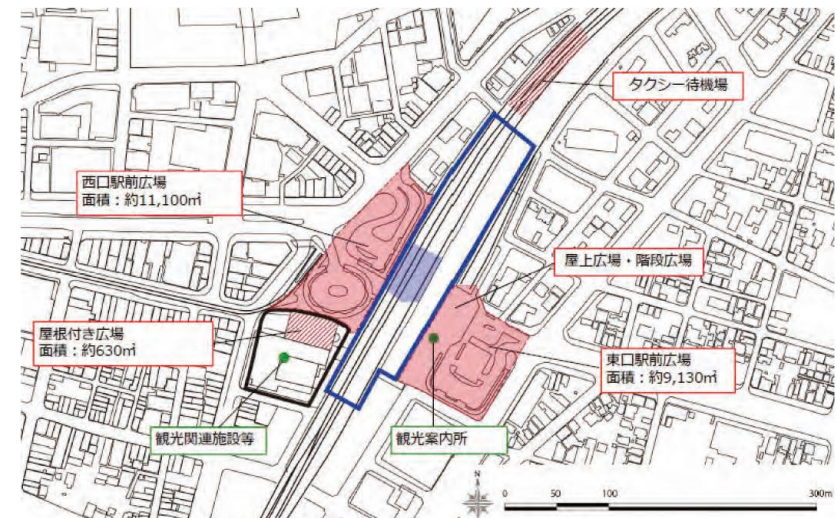 タクシー待機場
西口駅前広場
面積：約11,100㎡
屋上広場・階段広場
屋根付き広場
面積：約630㎡
東口駅前広場
面積：約9,130㎡
観光関連施設等
観光案内所
N
0 50 100 300m